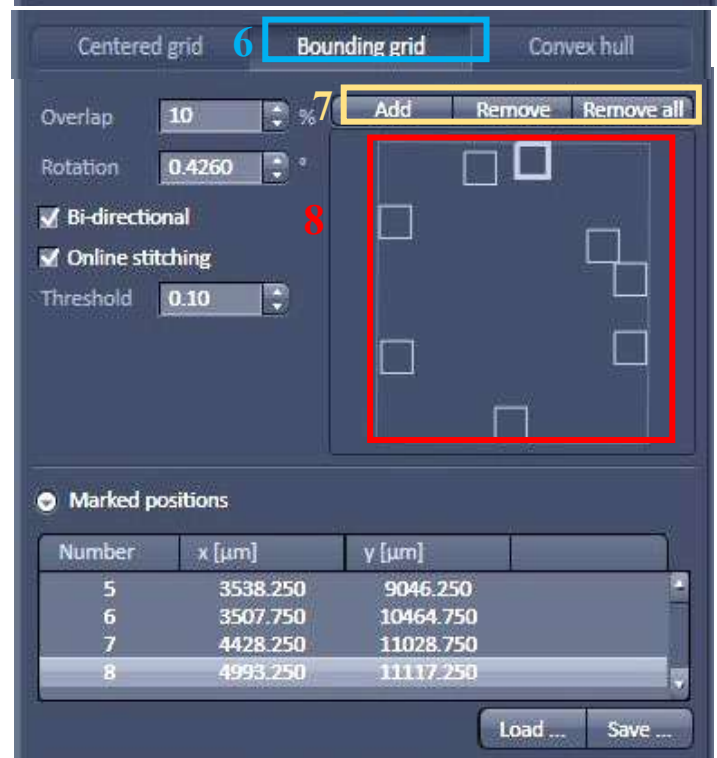 Centered grid 6 Bounding grid Convex hull
Overlap 10 % 7 Add Remove Remove all
Rotation 0.4260 °
8
Bi-directional
Online stitching
Threshold 0.10
Marked positions
Number x [µm] y [µm]
5 3538.250 9046.250
6 3507.750 10464.750
7 4428.250 11028.750
8 4993.250 11117.250
Load ... Save ...